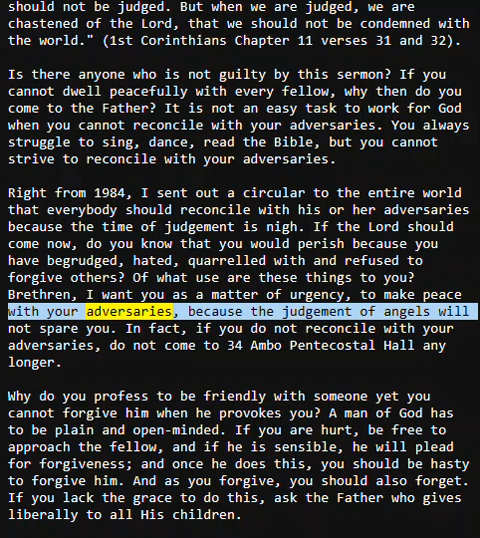 should not be judged. But when we are judged, we are
chastened of the Lord, that we should not be condemned with
the world." (1st Corinthians Chapter 11 verses 31 and 32).
Is there anyone who is not guilty by this sermon? If you
cannot dwell peacefully with every fellow, why then do you
come to the Father? It is not an easy task to work for God
when you cannot reconcile with your adversaries. You always
struggle to sing, dance, read the Bible, but you cannot
strive to reconcile with your adversaries.
Right from 1984, I sent out a circular to the entire world
that everybody should reconcile with his or her adversaries
because the time of judgement is nigh. If the Lord should
come now, do you know that you would perish because you
have begrudged, hated, quarrelled with and refused to
forgive others? Of what use are these things to you?
Brethren, I want you as a matter of urgency, to make peace
with your adversaries, because the judgement of angels will
not spare you. In fact, if you do not reconcile with your
adversaries, do not come to 34 Ambo Pentecostal Hall any
longer.
Why do you profess to be friendly with someone yet you
cannot forgive him when he provokes you? A man of God has
to be plain and open-minded. If you are hurt, be free to
approach the fellow, and if he is sensible, he will plead
for forgiveness; and once he does this, you should be hasty
to forgive him. And as you forgive, you should also forget.
If you lack the grace to do this, ask the Father who gives
liberally to all His children.